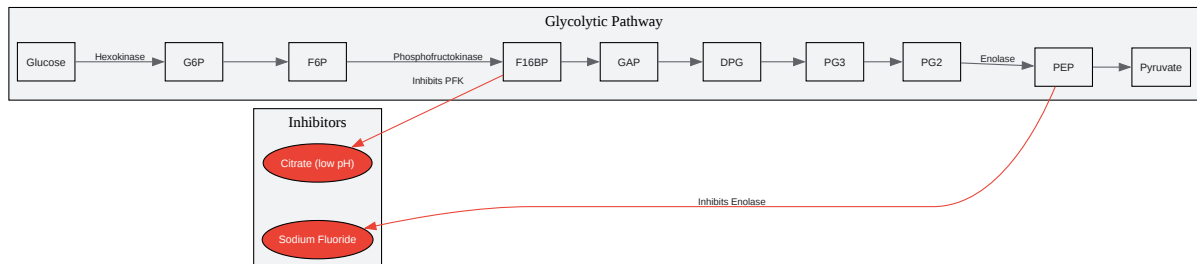 Glycolytic Pathway
Glucose
Hexokinase
G6P
F6P
Phosphofructokinase
F16BP
GAP
DPG
PG3
PG2
Enolase
PEP
Pyruvate
Inhibits PFK
Inhibitors
Citrate (low pH)
Inhibits Enolase
Sodium Fluoride